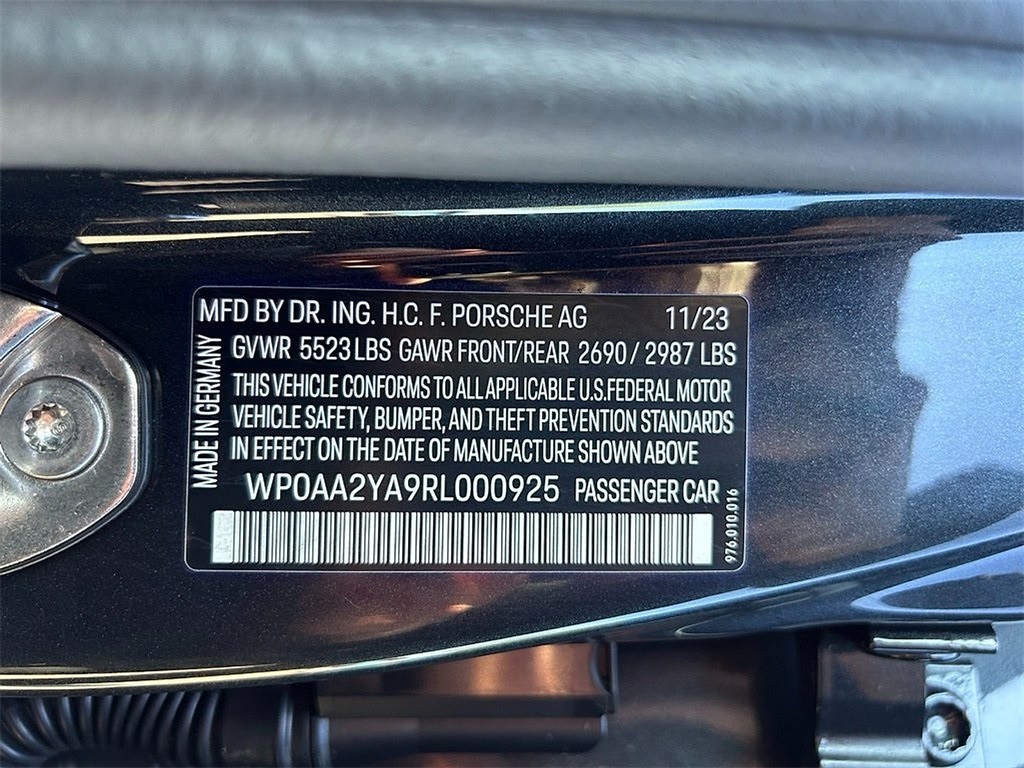 MFD BY DR. ING. H.C. F. PORSCHE AG 11/23
GVWR 5523 LBS GAWR FRONT/REAR 2690 / 2987 LBS
THIS VEHICLE CONFORMS TO ALL APPLICABLE U.S.FEDERAL MOTOR
VEHICLE SAFETY, BUMPER, AND THEFT PREVENTION STANDARDS
IN EFFECT ON THE DATE OF MANUFACTURE SHOWN ABOVE
MADE IN GERMANY
WP0AA2YA9RL000925 PASSENGER CAR
976.010.016